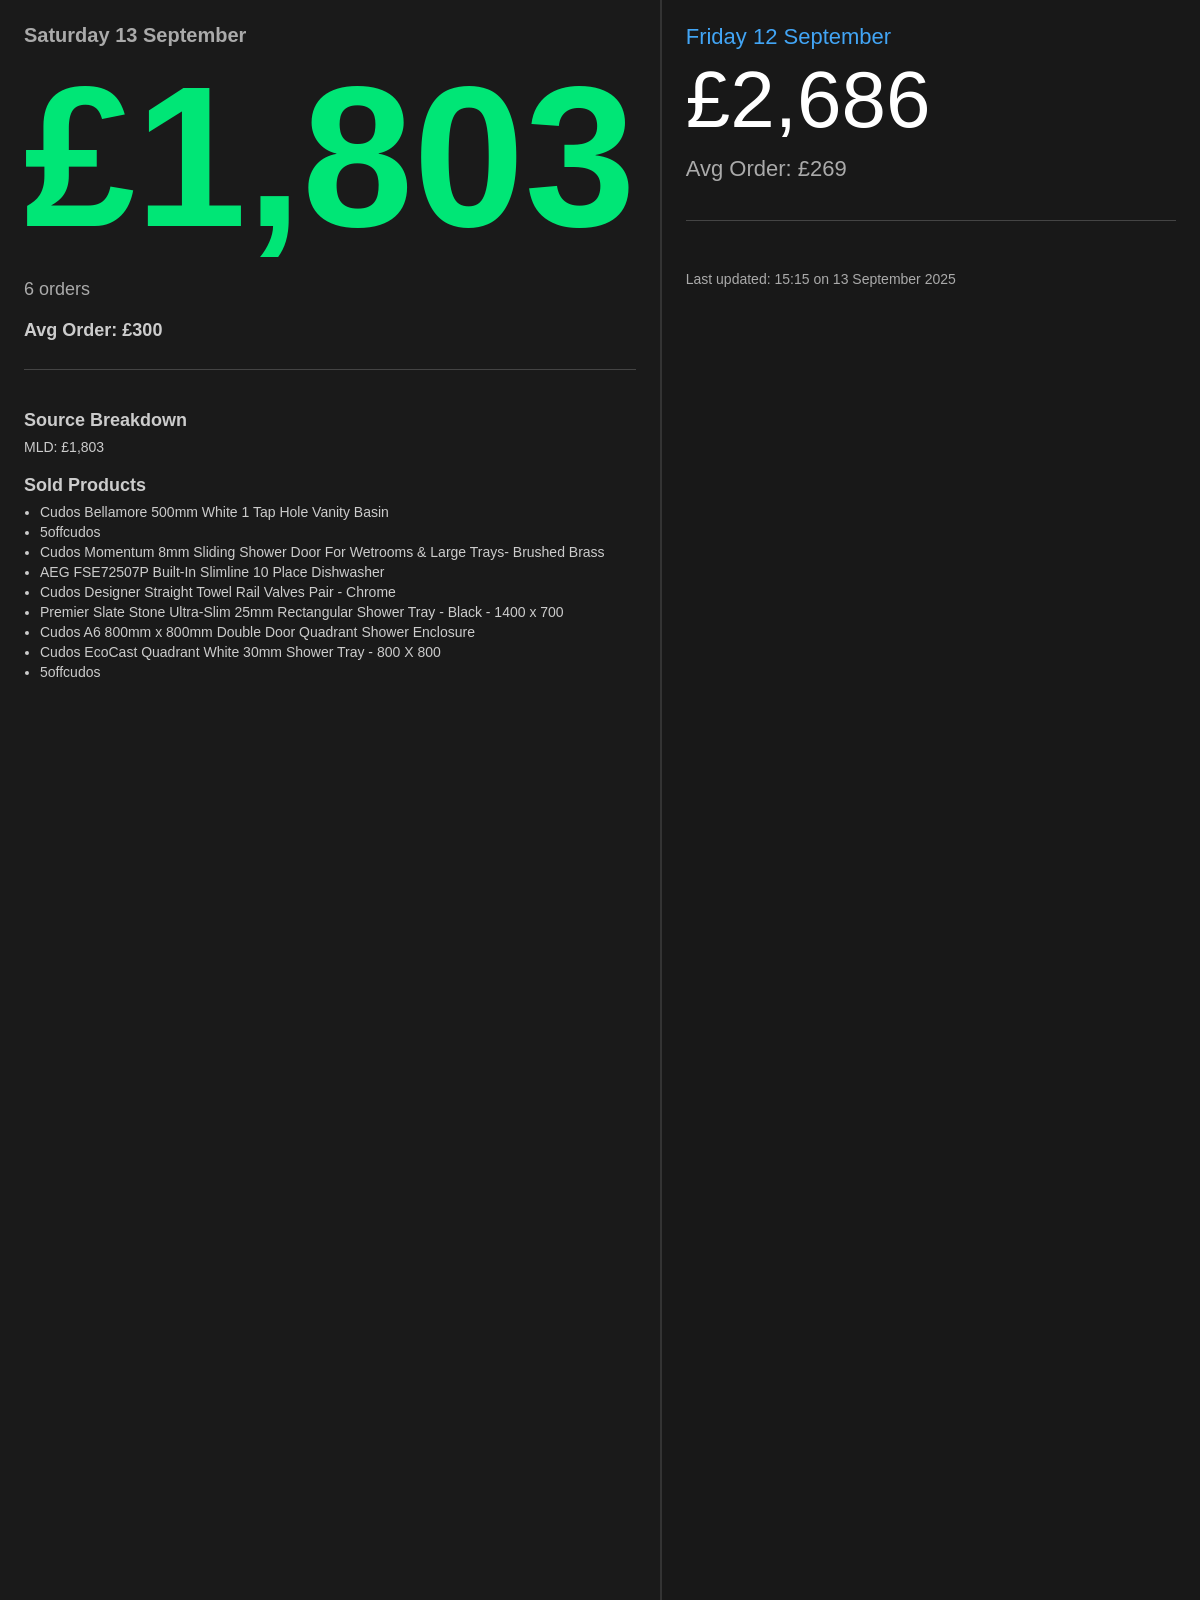 Saturday 13 September
£1,803
6 orders
Avg Order: £300
Source Breakdown
MLD: £1,803
Sold Products
• Cudos Bellamore 500mm White 1 Tap Hole Vanity Basin
• 5offcudos
• Cudos Momentum 8mm Sliding Shower Door For Wetrooms & Large Trays- Brushed Brass
• AEG FSE72507P Built-In Slimline 10 Place Dishwasher
• Cudos Designer Straight Towel Rail Valves Pair - Chrome
• Premier Slate Stone Ultra-Slim 25mm Rectangular Shower Tray - Black - 1400 x 700
• Cudos A6 800mm x 800mm Double Door Quadrant Shower Enclosure
• Cudos EcoCast Quadrant White 30mm Shower Tray - 800 X 800
• 5offcudos
Friday 12 September
£2,686
Avg Order: £269
Last updated: 15:15 on 13 September 2025